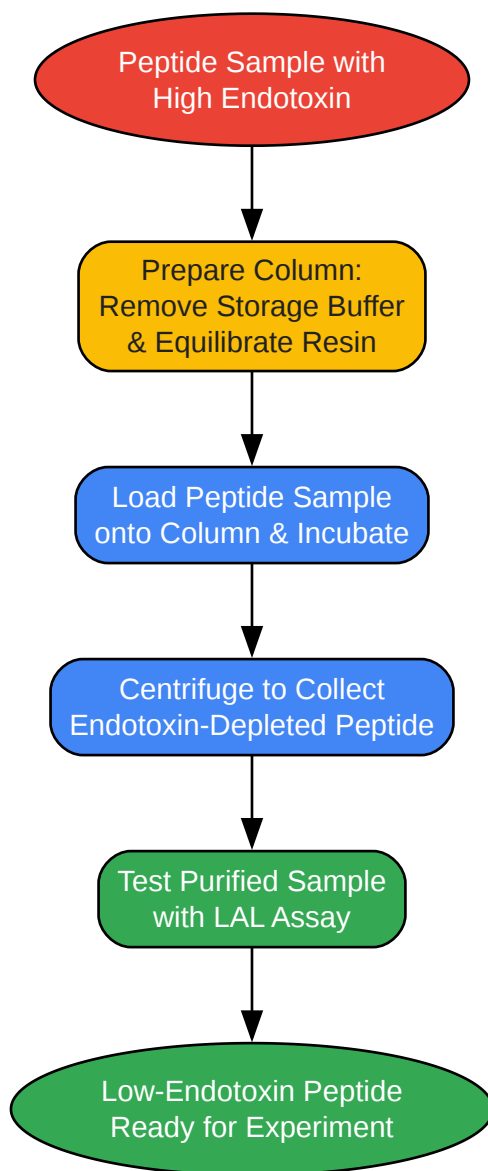 Peptide Sample with
High Endotoxin
Prepare Column:
Remove Storage Buffer
& Equilibrate Resin
Load Peptide Sample
onto Column & Incubate
Centrifuge to Collect
Endotoxin-Depleted Peptide
Test Purified Sample
with LAL Assay
Low-Endotoxin Peptide
Ready for Experiment